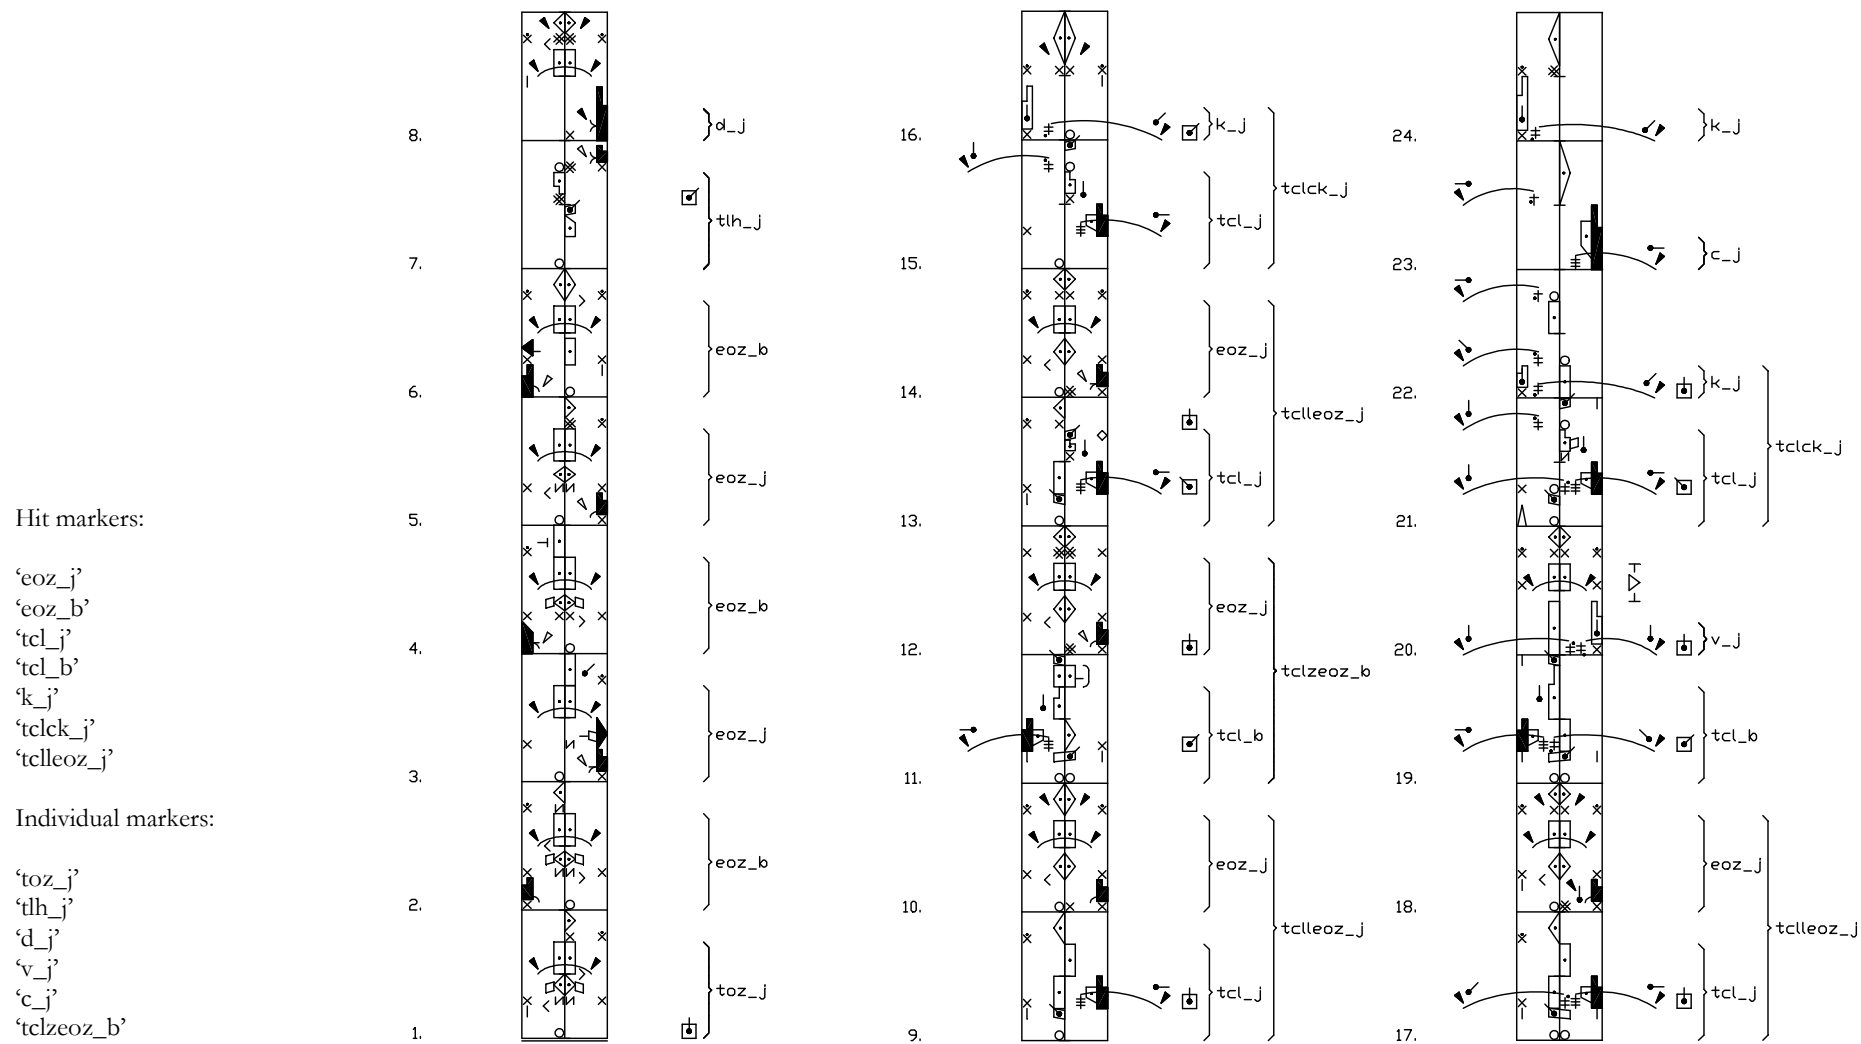 Hit markers:
‘eoz_j’
‘eoz_b’
‘tcl_j’
‘tcl_b’
‘k_j’
‘tclck_j’
‘tclleoz_j’
Individual markers:
‘toz_j’
‘tlh_j’
‘d_j’
‘v_j’
‘c_j’
‘tclzeoz_b’
8.
d_j
7.
tlh_j
6.
eoz_b
5.
eoz_j
4.
eoz_b
3.
eoz_j
2.
eoz_b
1.
toz_j
16.
k_j
tclck_j
15.
tcl_j
14.
eoz_j
tclleoz_j
13.
tcl_j
12.
eoz_j
tclzeoz_b
11.
tcl_b
10.
eoz_j
tclleoz_j
9.
tcl_j
24.
k_j
23.
c_j
22.
k_j
tclck_j
21.
tcl_j
20.
v_j
19.
tcl_b
18.
eoz_j
tclleoz_j
17.
tcl_j